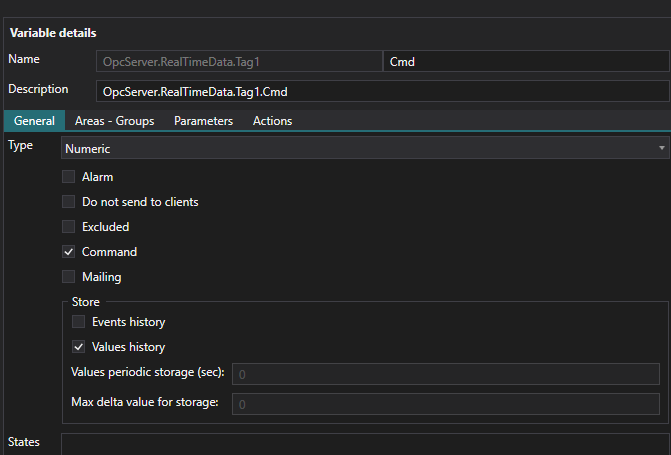 Variable details
Name OpcServer.RealTimeData.Tag1 Cmd
Description OpcServer.RealTimeData.Tag1.Cmd
General Areas - Groups Parameters Actions
Type Numeric
Alarm
Do not send to clients
Excluded
Command
Mailing
Store
Events history
Values history
Values periodic storage (sec): 0
Max delta value for storage: 0
States